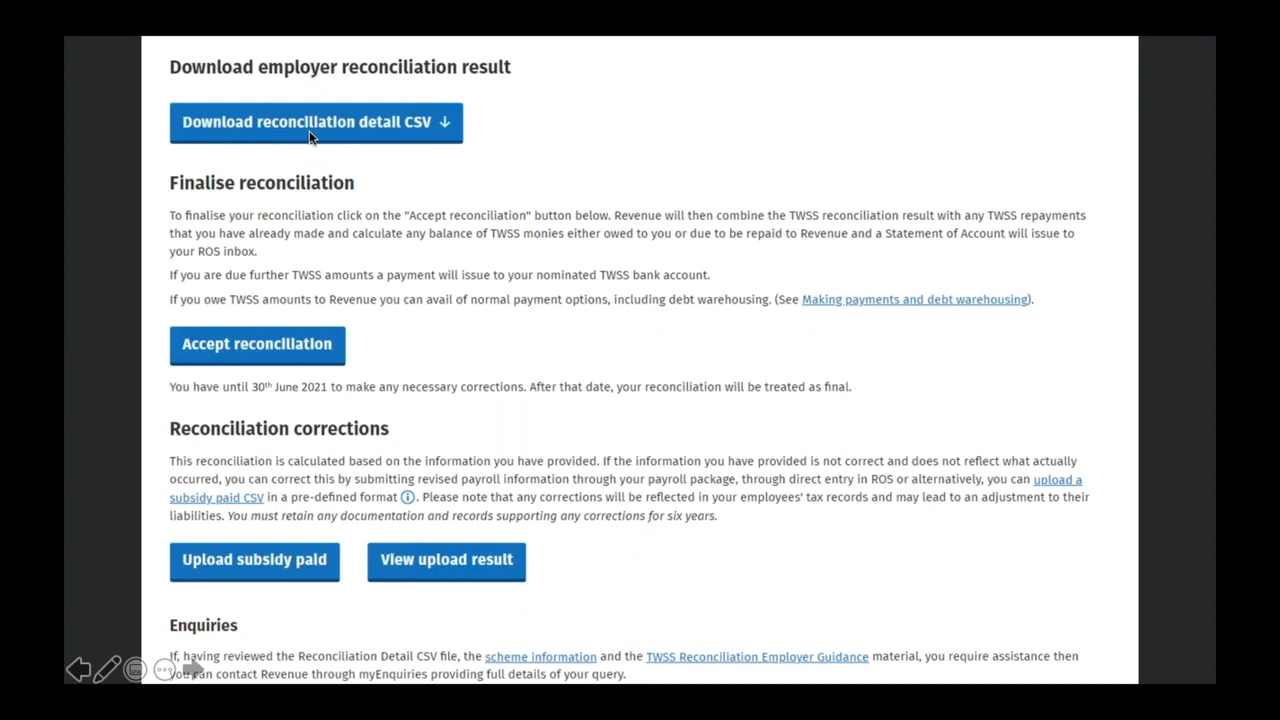 Download employer reconciliation result
Download reconciliation detail CSV ↓
Finalise reconciliation
To finalise your reconciliation click on the "Accept reconciliation" button below. Revenue will then combine the TWSS reconciliation result with any TWSS repayments
that you have already made and calculate any balance of TWSS monies either owed to you or due to be repaid to Revenue and a Statement of Account will issue to
your ROS inbox.
If you are due further TWSS amounts a payment will issue to your nominated TWSS bank account.
If you owe TWSS amounts to Revenue you can avail of normal payment options, including debt warehousing. (See Making payments and debt warehousing).
Accept reconciliation
You have until 30th June 2021 to make any necessary corrections. After that date, your reconciliation will be treated as final.
Reconciliation corrections
This reconciliation is calculated based on the information you have provided. If the information you have provided is not correct and does not reflect what actually
occurred, you can correct this by submitting revised payroll information through your payroll package, through direct entry in ROS or alternatively, you can upload a
subsidy paid CSV in a pre-defined format ⓘ. Please note that any corrections will be reflected in your employees' tax records and may lead to an adjustment to their
liabilities. You must retain any documentation and records supporting any corrections for six years.
Upload subsidy paid View upload result
Enquiries
If, having reviewed the Reconciliation Detail CSV file, the scheme information and the TWSS Reconciliation Employer Guidance material, you require assistance then
you can contact Revenue through myEnquiries providing full details of your query.